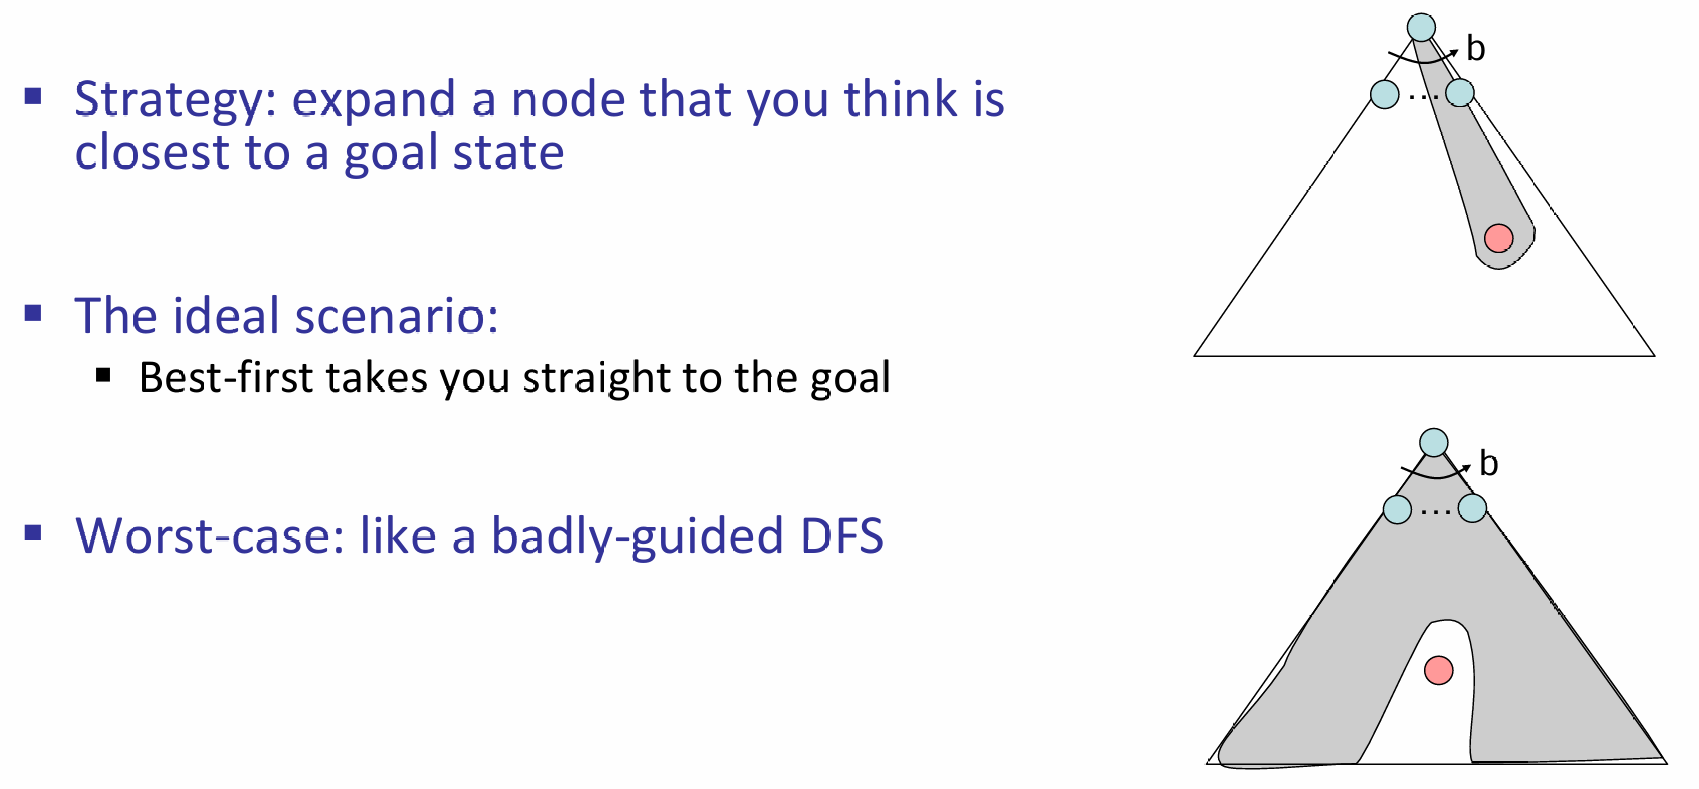 ▪ Strategy: expand a node that you think is
closest to a goal state
▪ The ideal scenario:
▪ Best-first takes you straight to the goal
▪ Worst-case: like a badly-guided DFS
b
...
b
...